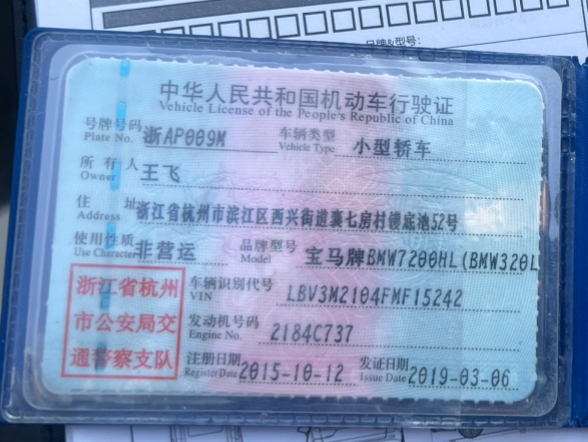 品牌&型号:
中华人民共和国机动车行驶证
Vehicle License of the People's Republic of China
号牌号码 浙AP009M 车辆类型 小型轿车
Plate No. Vehicle Type
所有人 王飞
Owner
住址 浙江省杭州市滨江区西兴街道襄七房村镬底池52号
Address
使用性质 非营运 品牌型号 宝马牌BMW7200HL(BMW320L
Use Character Model
浙江省杭州
市公安局交
通警察支队
车辆识别代号 LBV3M2104FMF15242
VIN
发动机号码 2184C737
Engine No.
注册日期 2015-10-12 发证日期 2019-03-06
Register Date Issue Date